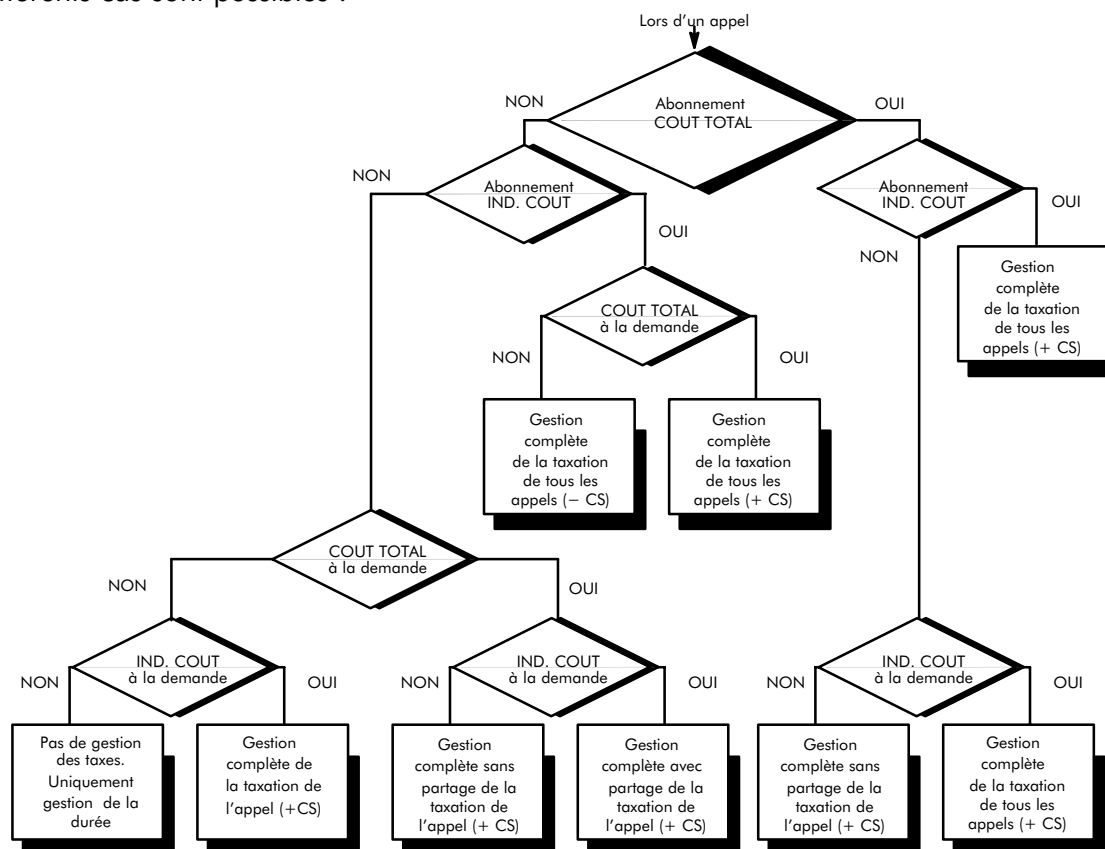 fférents cas sont possibles :
Lors d'un appel
NON
Abonnement
COUT TOTAL
OUI
NON
Abonnement
IND. COUT
OUI
Abonnement
IND. COUT
OUI
NON
Gestion
complète
de la taxation
de tous les
appels (+ CS)
COUT TOTAL
à la demande
NON
OUI
Gestion
complète
de la taxation
de tous les
appels (− CS)
Gestion
complète
de la taxation
de tous les
appels (+ CS)
COUT TOTAL
à la demande
NON
OUI
IND. COUT
à la demande
NON
OUI
IND. COUT
à la demande
NON
OUI
IND. COUT
à la demande
NON
OUI
Pas de gestion
des taxes.
Uniquement
gestion de la
durée
Gestion
complète de
la taxation de
l'appel (+CS)
Gestion
complète sans
partage de la
taxation de
l'appel (+ CS)
Gestion
complète avec
partage de la
taxation de
l'appel (+ CS)
Gestion
complète sans
partage de la
taxation de
l'appel (+ CS)
Gestion
complète
de la taxation
de tous les
appels (+ CS)